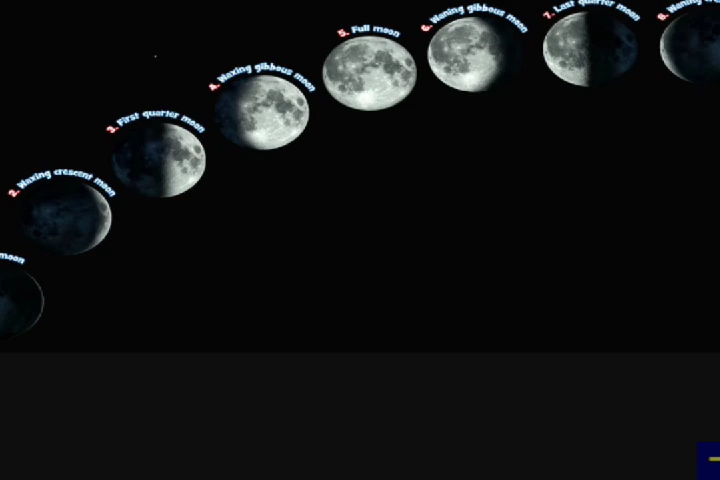 moon
2. Waxing crescent moon
3. First quarter moon
4. Waxing gibbous moon
5. Full moon
6. Waning gibbous moon
7. Last quarter moon
8. Waning